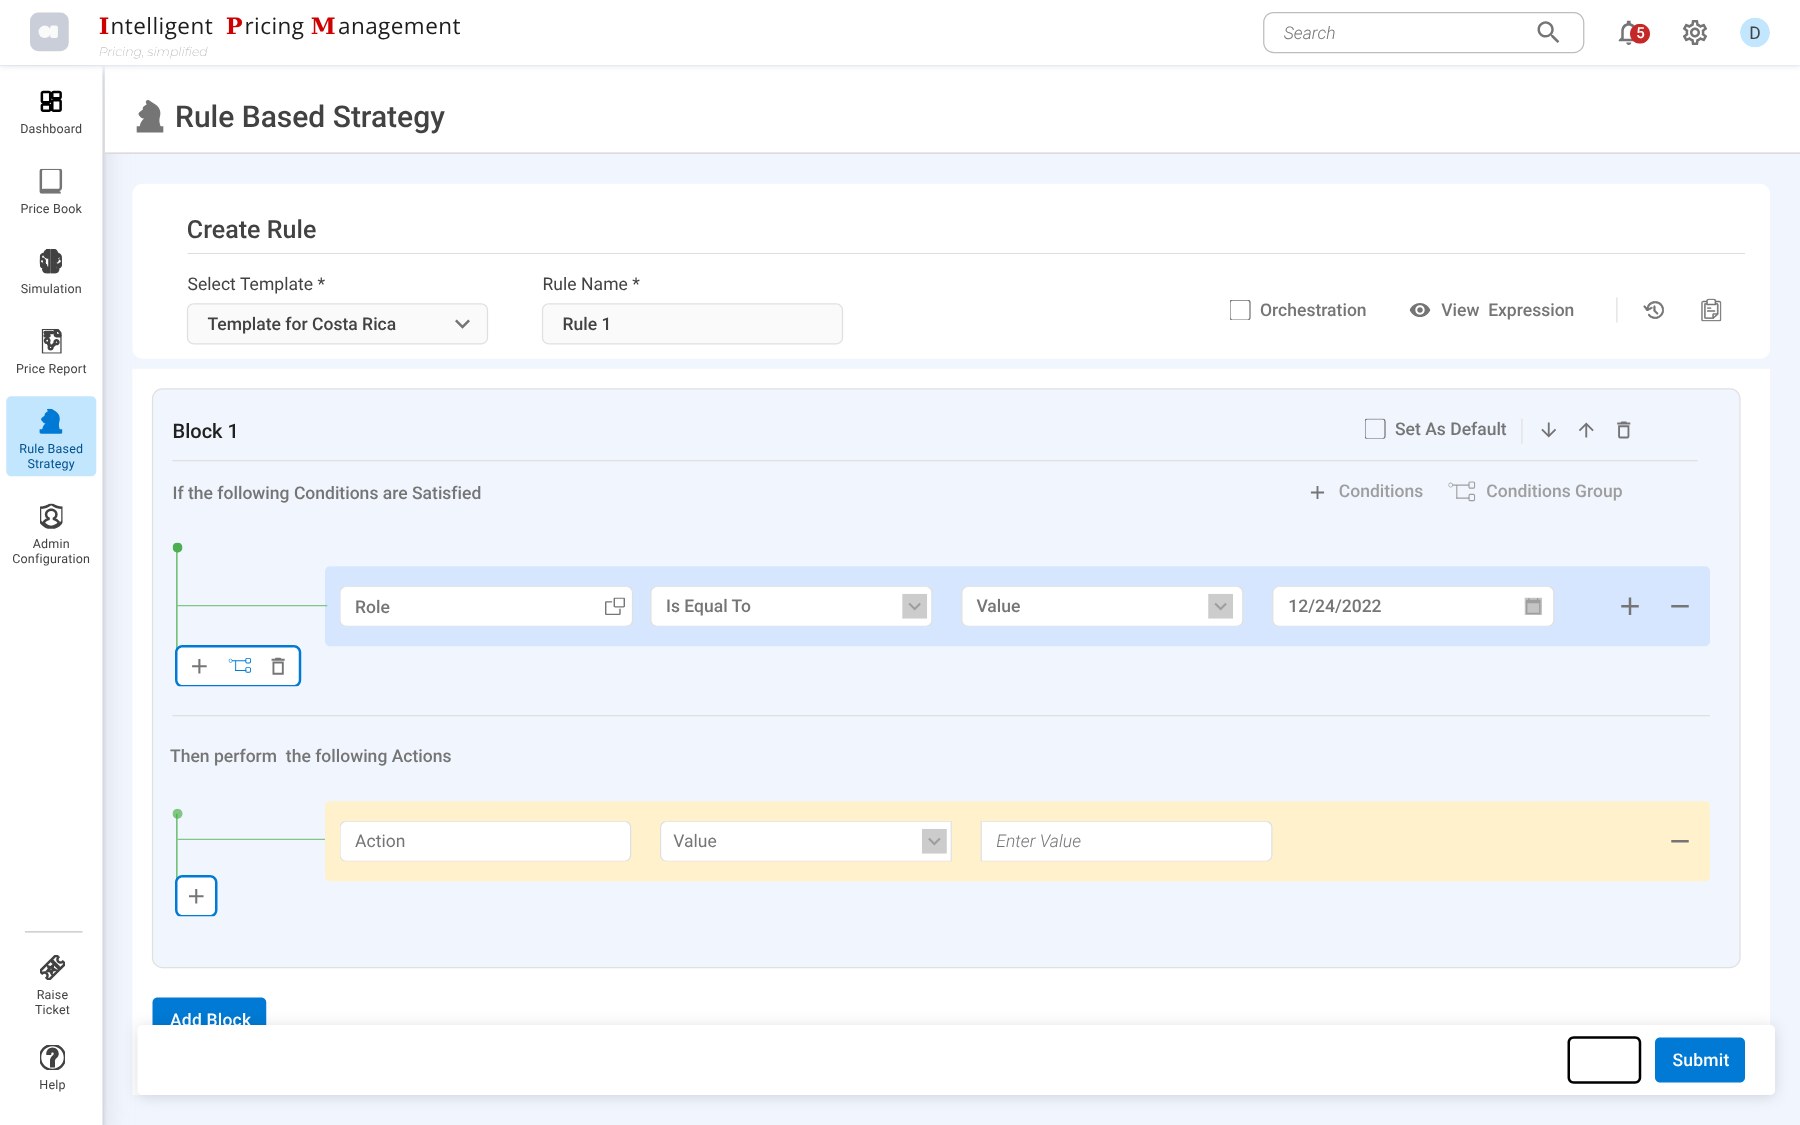 Intelligent Pricing Management
Pricing, simplified
Search
5
D
Dashboard
Price Book
Simulation
Price Report
Rule Based
Strategy
Admin
Configuration
Raise
Ticket
Help
Rule Based Strategy
Create Rule
Select Template *
Rule Name *
Template for Costa Rica
Rule 1
Orchestration
View Expression
Block 1
Set As Default
If the following Conditions are Satisfied
Conditions
Conditions Group
Role
Is Equal To
Value
12/24/2022
Then perform the following Actions
Action
Value
Enter Value
Add Block
Submit